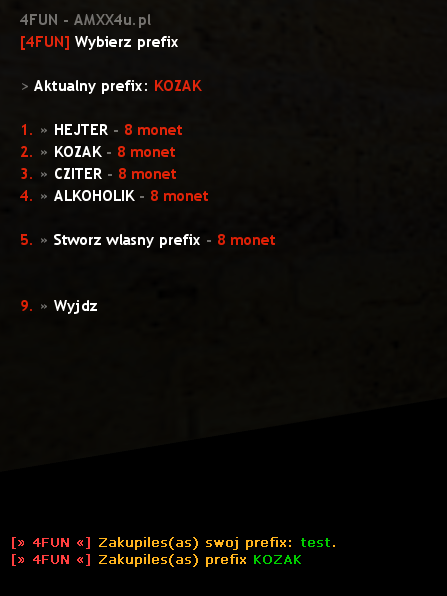 4FUN - AMXX4u.pl
[4FUN] Wybierz prefix
> Aktualny prefix: KOZAK
1. » HEJTER - 8 monet
2. » KOZAK - 8 monet
3. » CZITER - 8 monet
4. » ALKOHOLIK - 8 monet
5. » Stworz wlasny prefix - 8 monet
9. » Wyjdz
[» 4FUN «] Zakupiles(as) swoj prefix: test.
[» 4FUN «] Zakupiles(as) prefix KOZAK